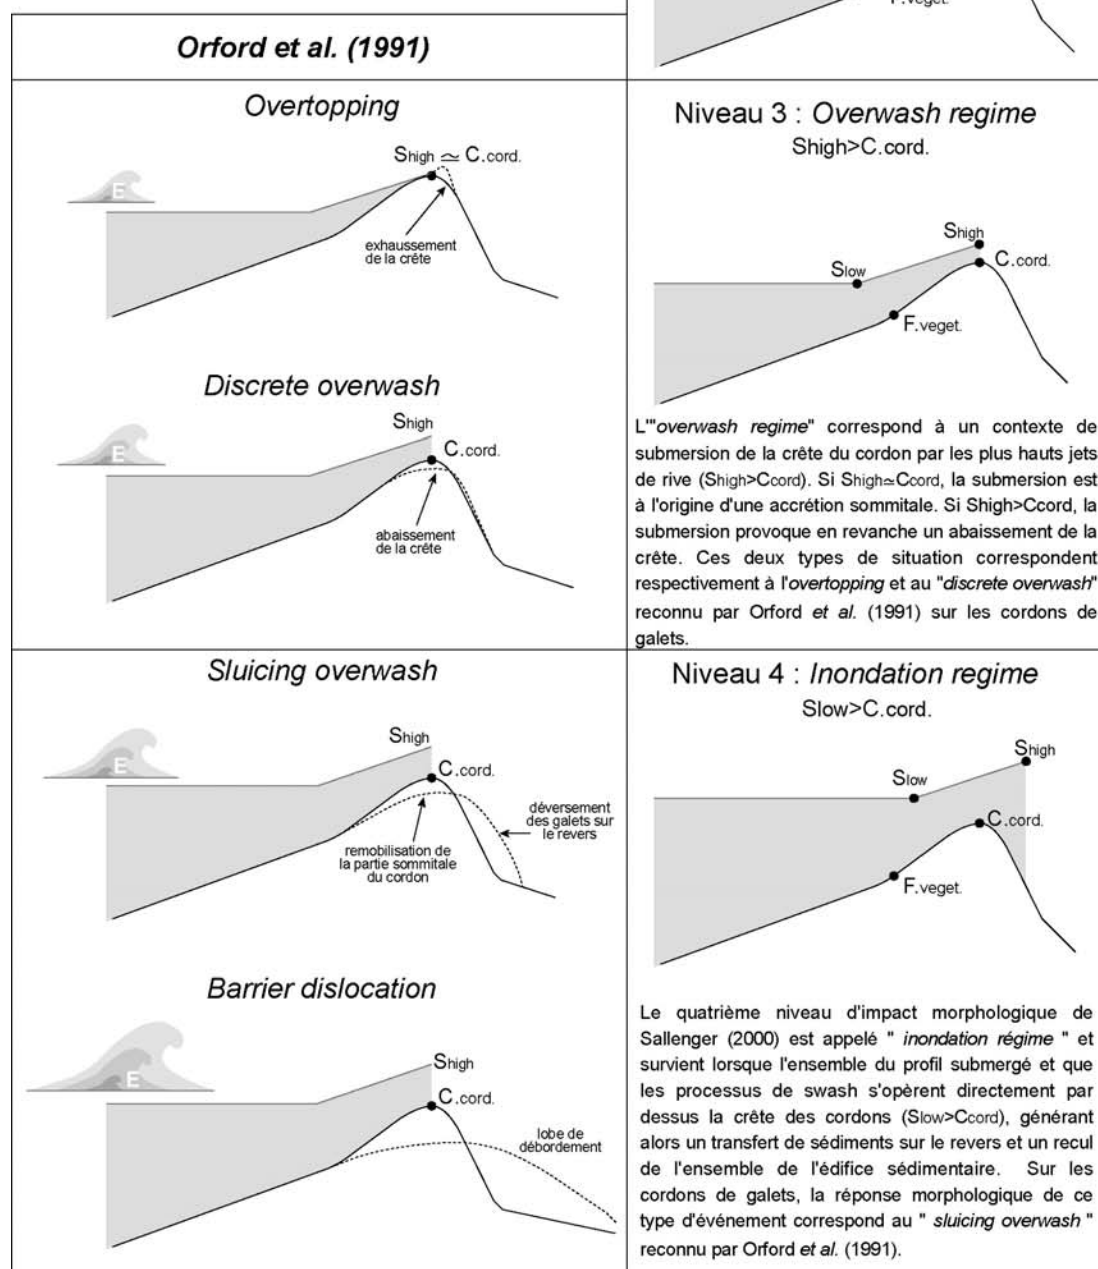 F.veget.
Orford et al. (1991)
Overtopping
Shigh ≃ C.cord.
E
exhaussement
de la crête
Discrete overwash
Shigh
C.cord.
E
abaissement
de la crête
Niveau 3 : Overwash regime
Shigh>C.cord.
Shigh
C.cord.
Slow
F.veget.
L'"overwash regime" correspond à un contexte de
submersion de la crête du cordon par les plus hauts jets
de rive (Shigh>Ccord). Si Shigh≃Ccord, la submersion est
à l'origine d'une accrétion sommitale. Si Shigh>Ccord, la
submersion provoque en revanche un abaissement de la
crête. Ces deux types de situation correspondent
respectivement à l'overtopping et au "discrete overwash"
reconnu par Orford et al. (1991) sur les cordons de
galets.
Sluicing overwash
Shigh
C.cord.
E
déversement
des galets sur
le revers
remobilisation de
la partie sommitale
du cordon
Barrier dislocation
Shigh
C.cord.
E
lobe de
débordement
Niveau 4 : Inondation regime
Slow>C.cord.
Shigh
Slow
C.cord.
F.veget.
Le quatrième niveau d'impact morphologique de
Sallenger (2000) est appelé " inondation régime " et
survient lorsque l'ensemble du profil submergé et que
les processus de swash s'opèrent directement par
dessus la crête des cordons (Slow>Ccord), générant
alors un transfert de sédiments sur le revers et un recul
de l'ensemble de l'édifice sédimentaire. Sur les
cordons de galets, la réponse morphologique de ce
type d'événement correspond au " sluicing overwash "
reconnu par Orford et al. (1991).